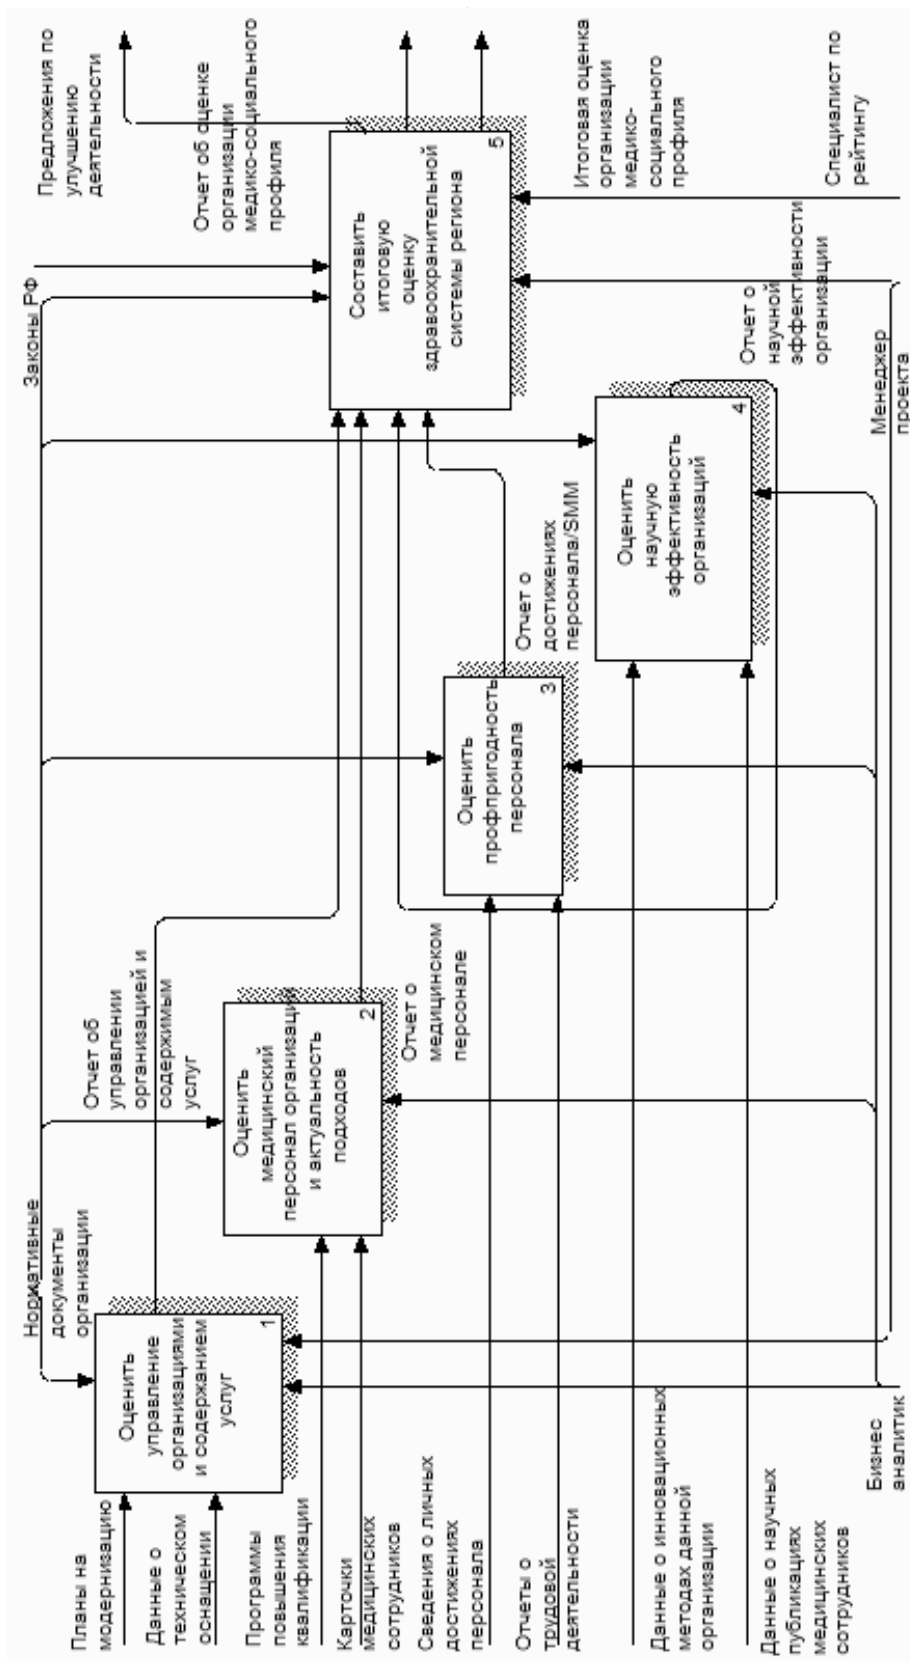 Планы на
модернизацию
Данные о
техническом
оснащении
Программы
повышения
квалификации
Карточки
медицинских
сотрудников
Сведения о личных
достижениях
персонала
Отчеты о
трудовой
деятельности
Данные о инновационных
методах данной
организации
Данные о научных
публикациях
медицинских
сотрудников
Нормативные
документы
организации
Законы РФ
Оценить
управление
организациями
и содержанием
услуг
1
Отчет об
управлении
организацией и
содержимым
услуг
Оценить
медицинский
персонал организаций
и актуальность
подходов
2
Отчет о
медицинском
персонале
Оценить
профпригодность
персонала
3
Отчет о
достижениях
персонала/SMM
Оценить
научную
эффективность
организаций
4
Отчет о
научной
эффективности
организации
Составить
итоговую
оценку
здравоохранительной
системы региона
5
Предложения по
улучшению
деятельности
Отчет об оценке
организации
медико-социального
профиля
Итоговая оценка
организации
медико-
социального
профиля
Специалист по
рейтингу
Менеджер
проекта
Бизнес
аналитик